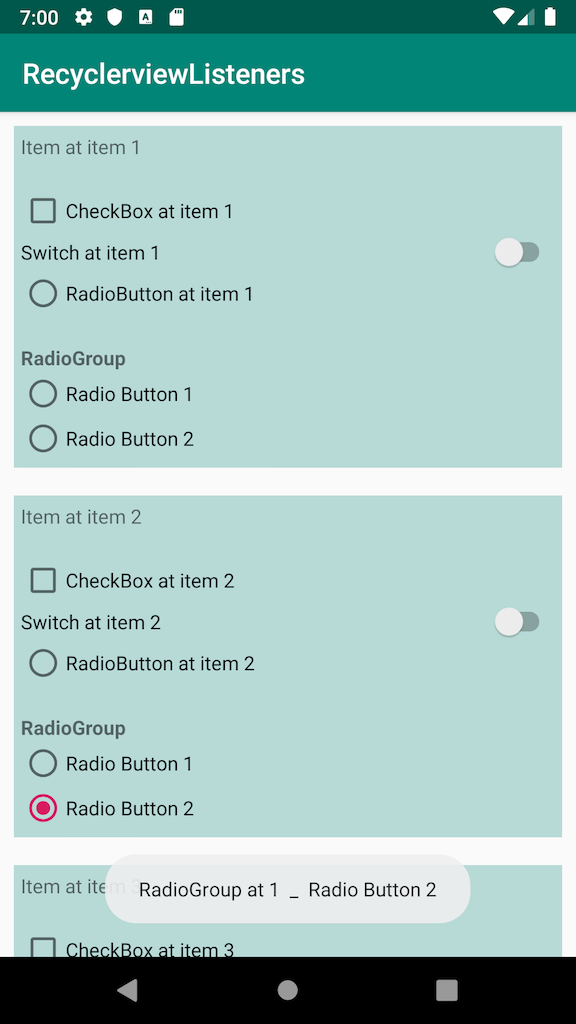 7:00
RecyclerviewListeners
Item at item 1
CheckBox at item 1
Switch at item 1
RadioButton at item 1
RadioGroup
Radio Button 1
Radio Button 2
Item at item 2
CheckBox at item 2
Switch at item 2
RadioButton at item 2
RadioGroup
Radio Button 1
Radio Button 2
Item at item 3
RadioGroup at 1 _ Radio Button 2
CheckBox at item 3